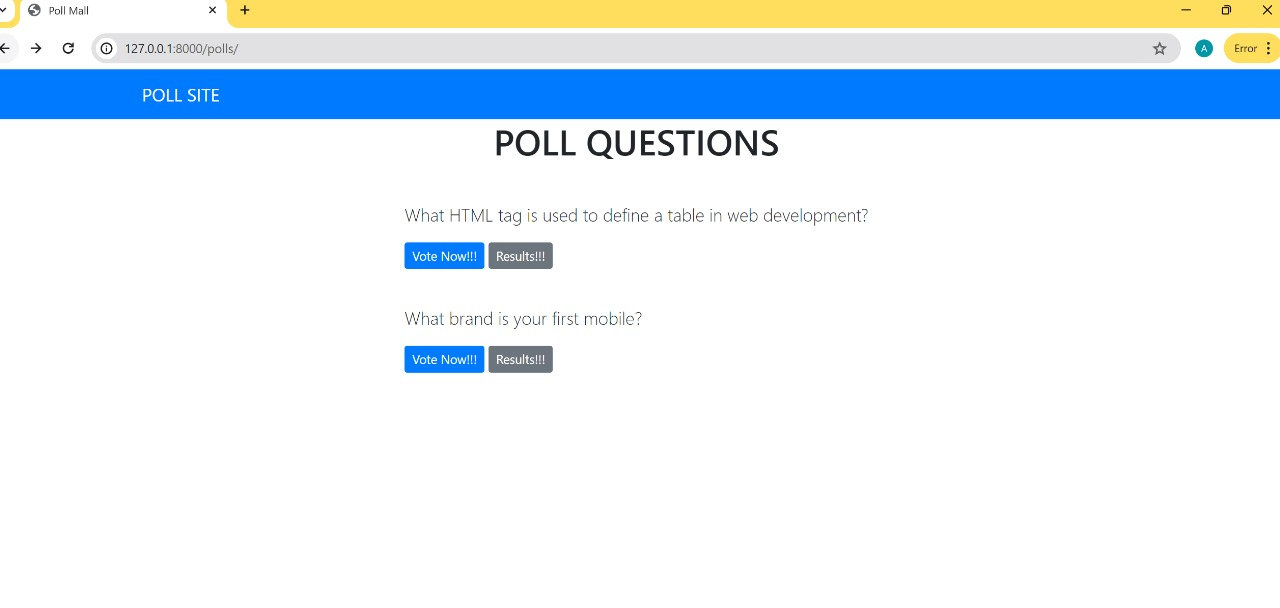 Poll Mall
127.0.0.1:8000/polls/
A
Error
POLL SITE
POLL QUESTIONS
What HTML tag is used to define a table in web development?
Vote Now!!! Results!!!
What brand is your first mobile?
Vote Now!!! Results!!!